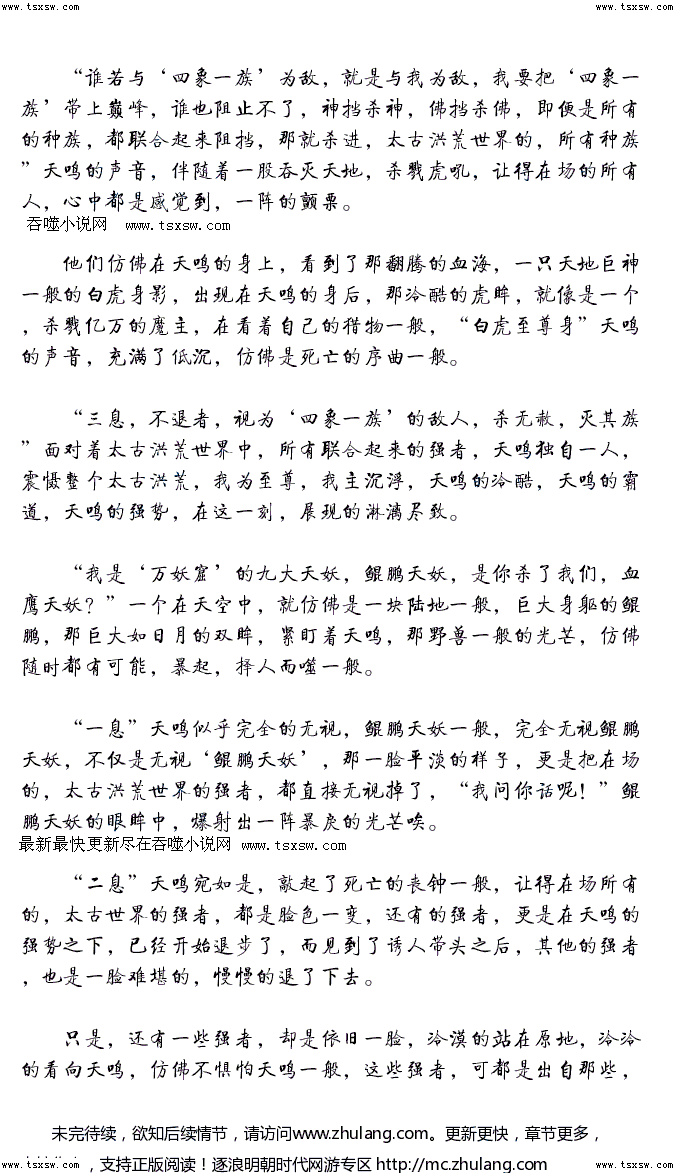 www.tsxsw.com www.tsxsw.com
“谁若与‘四象一族’为敌，就是与我为敌，我要把‘四象一
族’带上巅峰，谁也阻止不了，神挡杀神，佛挡杀佛，即便是所有
的种族，都联合起来阻挡，那就杀进，太古洪荒世界的，所有种族
”天鸣的声音，伴随着一股吞灭天地，杀戮虎吼，让得在场的所有
人，心中都是感觉到，一阵的颤栗。
吞噬小说网 www.tsxsw.com
他们仿佛在天鸣的身上，看到了那翻腾的血海，一只天地巨神
一般的白虎身影，出现在天鸣的身后，那冷酷的虎眸，就像是一个
，杀戮亿万的魔主，在看着自己的猎物一般，“白虎至尊身”天鸣
的声音，充满了低沉，仿佛是死亡的序曲一般。
“三息，不退者，视为‘四象一族’的敌人，杀无赦，灭其族
”面对着太古洪荒世界中，所有联合起来的强者，天鸣独自一人，
震慑整个太古洪荒，我为至尊，我主沉浮，天鸣的冷酷，天鸣的霸
道，天鸣的强势，在这一刻，展现的淋漓尽致。
“我是‘万妖窟’的九大天妖，鲲鹏天妖，是你杀了我们，血
鹰天妖？”一个在天空中，就仿佛是一块陆地一般，巨大身躯的鲲
鹏，那巨大如日月的双眸，紧盯着天鸣，那野兽一般的光芒，仿佛
随时都有可能，暴起，择人而噬一般。
“一息”天鸣似乎完全的无视，鲲鹏天妖一般，完全无视鲲鹏
天妖，不仅是无视‘鲲鹏天妖’，那一脸平淡的样子，更是把在场
的，太古洪荒世界的强者，都直接无视掉了，“我问你话呢！”鲲
鹏天妖的眼眸中，爆射出一阵暴戾的光芒唉。
最新最快更新尽在吞噬小说网 www.tsxsw.com
“二息”天鸣宛如是，敲起了死亡的丧钟一般，让得在场所有
的，太古世界的强者，都是脸色一变，还有的强者，更是在天鸣的
强势之下，已经开始退步了，而见到了诱人带头之后，其他的强者
，也是一脸难堪的，慢慢的退了下去。
只是，还有一些强者，却是依旧一脸，冷漠的站在原地，冷冷
的看向天鸣，仿佛不惧怕天鸣一般，这些强者，可都是出自那些，
未完待续，欲知后续情节，请访问www.zhulang.com。更新更快，章节更多，
，支持正版阅读！逐浪明朝时代网游专区 http://mc.zhulang.com
www.tsxsw.com www.tsxsw.com